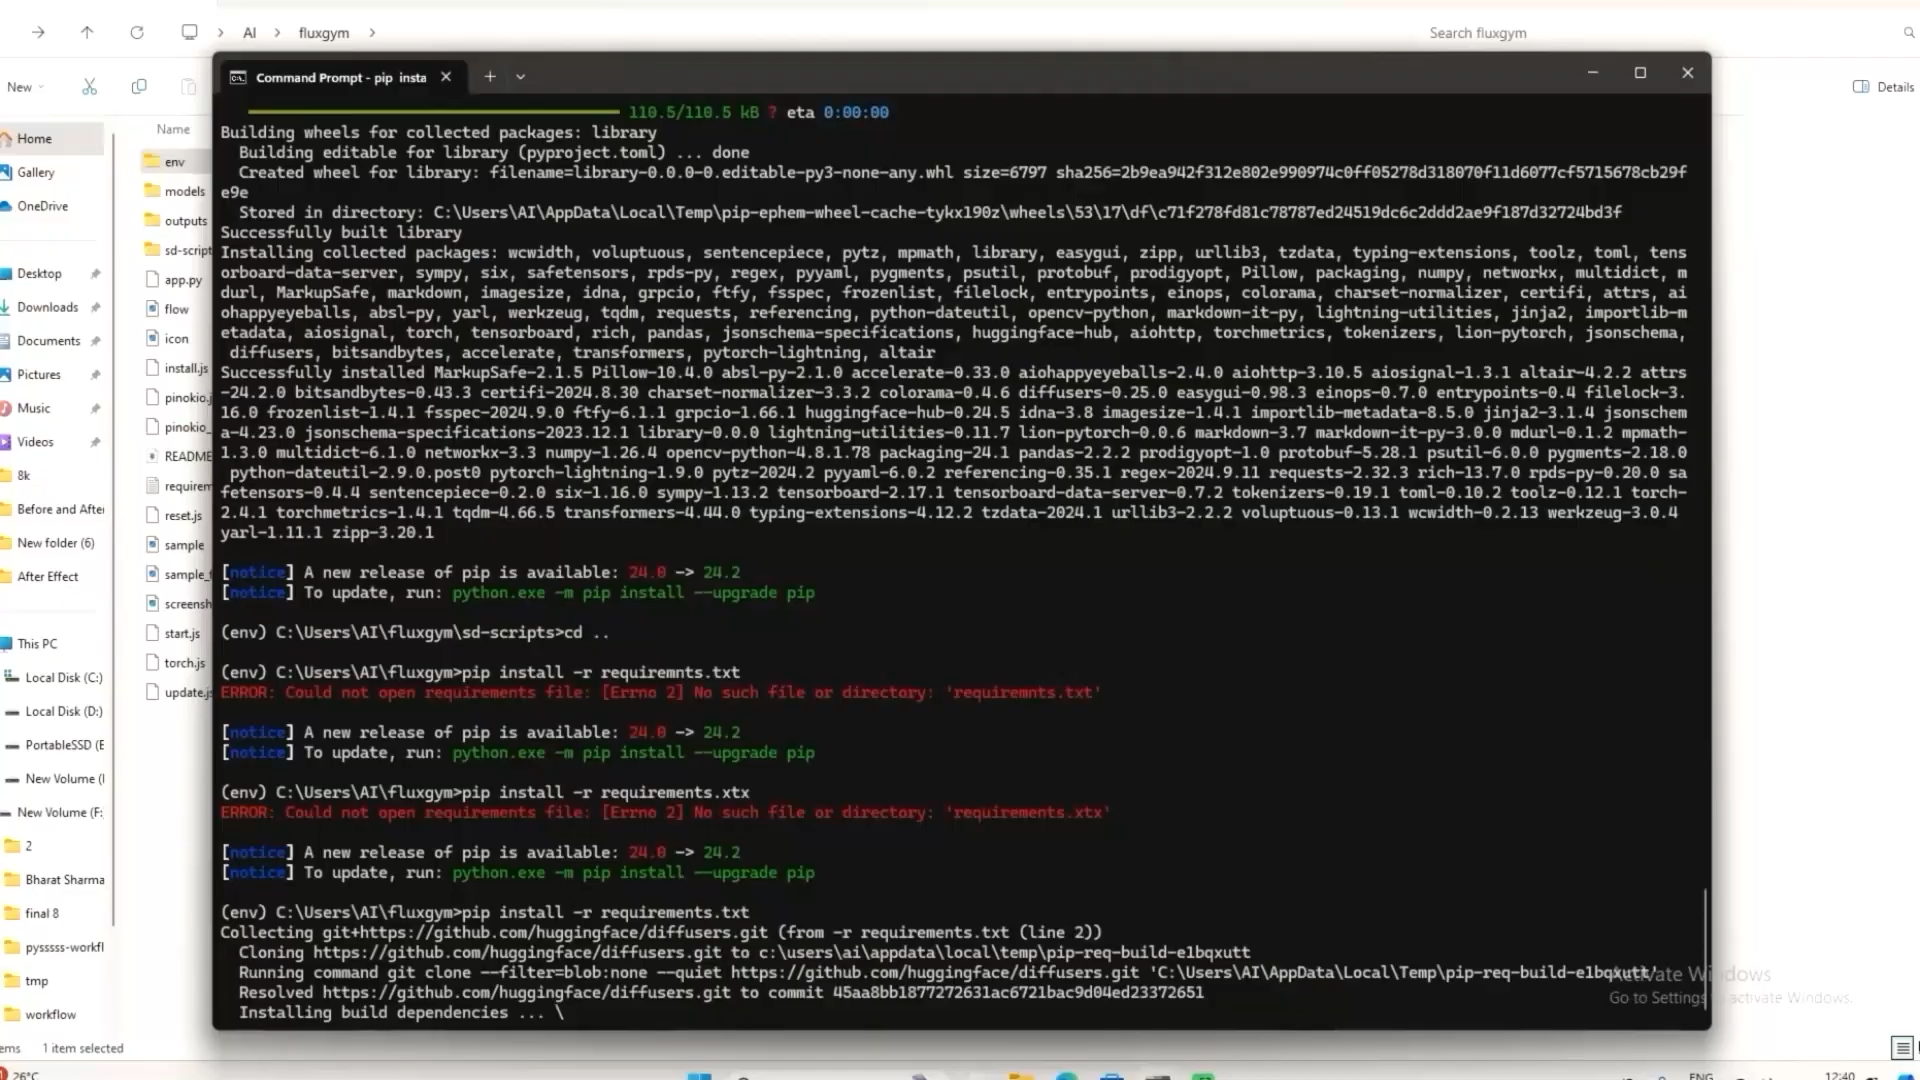 AI > fluxgym >
Search fluxgym
New
Details
Command Prompt - pip insta
Home
Gallery
OneDrive
Desktop
Downloads
Documents
Pictures
Music
Videos
8k
Before and After
New folder (6)
After Effect
This PC
Local Disk (C:)
Local Disk (D:)
PortableSSD (E
New Volume (
New Volume (F:
2
Bharat Sharma
final 8
pysssss-workfl
tmp
workflow
1 item selected
Name
env
models
outputs
sd-script
app.py
flow
icon
install.js
pinokio.
pinokio_
README
requirem
reset.js
sample
sample_
screensh
start.js
torch.js
update.js
110.5/110.5 kB ? eta 0:00:00
Building wheels for collected packages: library
Building editable for library (pyproject.toml) ... done
Created wheel for library: filename=library-0.0.0-0.editable-py3-none-any.whl size=6797 sha256=2b9ea942f312e802e990974c0ff05278d318070f11d6077cf5715678cb29f
e9e
Stored in directory: C:\Users\AI\AppData\Local\Temp\pip-ephem-wheel-cache-tykx190z\wheels\53\17\df\c71f278fd81c78787ed24519dc6c2ddd2ae9f187d32724bd3f
Successfully built library
Installing collected packages: wcwidth, voluptuous, sentencepiece, pytz, mpmath, library, easygui, zipp, urllib3, tzdata, typing-extensions, toolz, toml, tens
orboard-data-server, sympy, six, safetensors, rpds-py, regex, pyyaml, pygments, psutil, protobuf, prodigyopt, Pillow, packaging, numpy, networkx, multidict, m
durl, MarkupSafe, markdown, imagesize, idna, grpcio, ftfy, fsspec, frozenlist, filelock, entrypoints, einops, colorama, charset-normalizer, certifi, attrs, ai
ohappyeyeballs, absl-py, yarl, werkzeug, tqdm, requests, referencing, python-dateutil, opencv-python, markdown-it-py, lightning-utilities, jinja2, importlib-m
etadata, aiosignal, torch, tensorboard, rich, pandas, jsonschema-specifications, huggingface-hub, aiohttp, torchmetrics, tokenizers, lion-pytorch, jsonschema,
diffusers, bitsandbytes, accelerate, transformers, pytorch-lightning, altair
Successfully installed MarkupSafe-2.1.5 Pillow-10.4.0 absl-py-2.1.0 accelerate-0.33.0 aiohappyeyeballs-2.4.0 aiohttp-3.10.5 aiosignal-1.3.1 altair-4.2.2 attrs
-24.2.0 bitsandbytes-0.43.3 certifi-2024.8.30 charset-normalizer-3.3.2 colorama-0.4.6 diffusers-0.25.0 easygui-0.98.3 einops-0.7.0 entrypoints-0.4 filelock-3.
16.0 frozenlist-1.4.1 fsspec-2024.9.0 ftfy-6.1.1 grpcio-1.66.1 huggingface-hub-0.24.5 idna-3.8 imagesize-1.4.1 importlib-metadata-8.5.0 jinja2-3.1.4 jsonschem
a-4.23.0 jsonschema-specifications-2023.12.1 library-0.0.0 lightning-utilities-0.11.7 lion-pytorch-0.0.6 markdown-3.7 markdown-it-py-3.0.0 mdurl-0.1.2 mpmath-
1.3.0 multidict-6.1.0 networkx-3.3 numpy-1.26.4 opencv-python-4.8.1.78 packaging-24.1 pandas-2.2.2 prodigyopt-1.0 protobuf-5.28.1 psutil-6.0.0 pygments-2.18.0
python-dateutil-2.9.0.post0 pytorch-lightning-1.9.0 pytz-2024.2 pyyaml-6.0.2 referencing-0.35.1 regex-2024.9.11 requests-2.32.3 rich-13.7.0 rpds-py-0.20.0 sa
fetensors-0.4.4 sentencepiece-0.2.0 six-1.16.0 sympy-1.13.2 tensorboard-2.17.1 tensorboard-data-server-0.7.2 tokenizers-0.19.1 toml-0.10.2 toolz-0.12.1 torch-
2.4.1 torchmetrics-1.4.1 tqdm-4.66.5 transformers-4.44.0 typing-extensions-4.12.2 tzdata-2024.1 urllib3-2.2.2 voluptuous-0.13.1 wcwidth-0.2.13 werkzeug-3.0.4
yarl-1.11.1 zipp-3.20.1
[notice] A new release of pip is available: 24.0 -> 24.2
[notice] To update, run: python.exe -m pip install --upgrade pip
(env) C:\Users\AI\fluxgym\sd-scripts>cd ..
(env) C:\Users\AI\fluxgym>pip install -r requiremnts.txt
ERROR: Could not open requirements file: [Errno 2] No such file or directory: 'requiremnts.txt'
[notice] A new release of pip is available: 24.0 -> 24.2
[notice] To update, run: python.exe -m pip install --upgrade pip
(env) C:\Users\AI\fluxgym>pip install -r requirements.xtx
ERROR: Could not open requirements file: [Errno 2] No such file or directory: 'requirements.xtx'
[notice] A new release of pip is available: 24.0 -> 24.2
[notice] To update, run: python.exe -m pip install --upgrade pip
(env) C:\Users\AI\fluxgym>pip install -r requirements.txt
Collecting git+https://github.com/huggingface/diffusers.git (from -r requirements.txt (line 2))
Cloning https://github.com/huggingface/diffusers.git to c:\users\ai\appdata\local\temp\pip-req-build-e1bqxutt
Running command git clone --filter=blob:none --quiet https://github.com/huggingface/diffusers.git 'C:\Users\AI\AppData\Local\Temp\pip-req-build-e1bqxutt'
Resolved https://github.com/huggingface/diffusers.git to commit 45aa8bb1877272631ac6721bac9d04ed23372651
Installing build dependencies ... \
Activate Windows
Go to Settings to activate Windows.
26°C
ENG
12:40